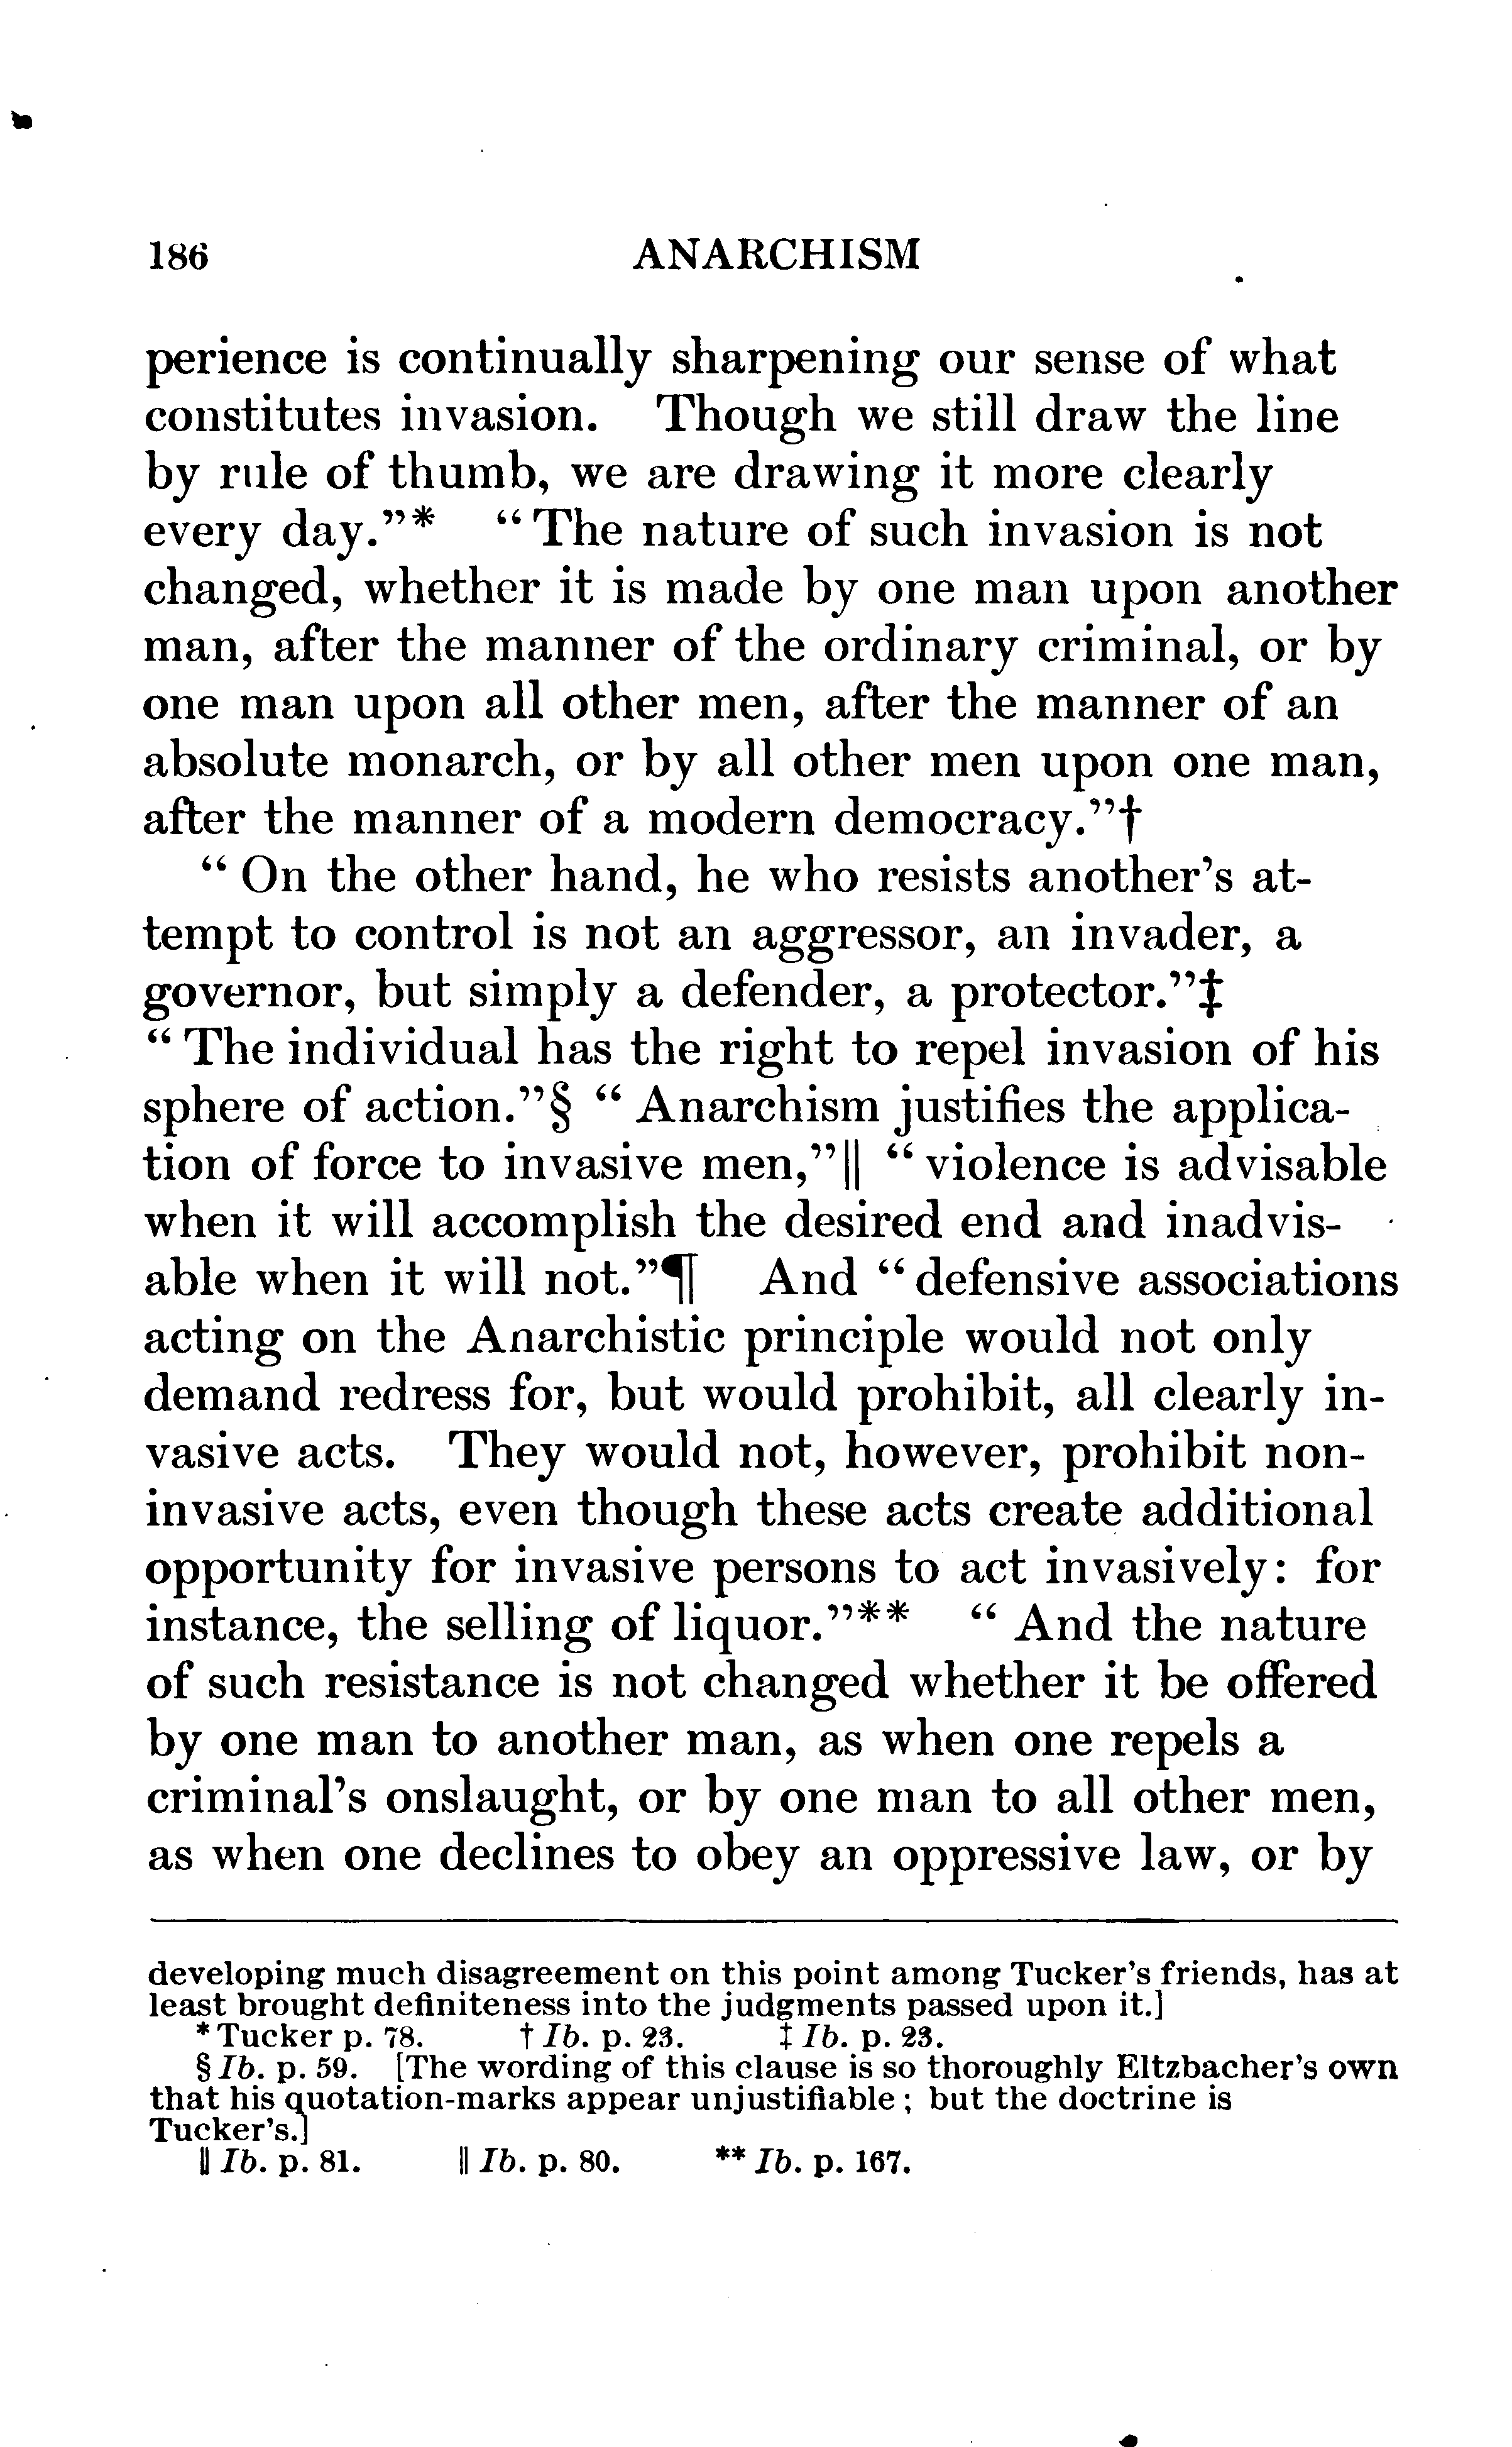 186 ANARCHISM
perience is continually sharpening our sense of what
constitutes invasion. Though we still draw the line
by rule of thumb, we are drawing it more clearly
every day.”* “The nature of such invasion is not
changed, whether it is made by one man upon another
man, after the manner of the ordinary criminal, or by
one man upon all other men, after the manner of an
absolute monarch, or by all other men upon one man,
after the manner of a modern democracy.”†
“ On the other hand, he who resists another’s at-
tempt to control is not an aggressor, an invader, a
governor, but simply a defender, a protector.”‡
“ The individual has the right to repel invasion of his
sphere of action.”§ “ Anarchism justifies the applica-
tion of force to invasive men,”‖ “ violence is advisable
when it will accomplish the desired end and inadvis-
able when it will not.”¶ And “ defensive associations
acting on the Anarchistic principle would not only
demand redress for, but would prohibit, all clearly in-
vasive acts. They would not, however, prohibit non-
invasive acts, even though these acts create additional
opportunity for invasive persons to act invasively: for
instance, the selling of liquor.”** “ And the nature
of such resistance is not changed whether it be offered
by one man to another man, as when one repels a
criminal’s onslaught, or by one man to all other men,
as when one declines to obey an oppressive law, or by
developing much disagreement on this point among Tucker’s friends, has at
least brought definiteness into the judgments passed upon it.]
* Tucker p. 78. † Ib. p. 23. ‡ Ib. p. 23.
§ Ib. p. 59. [The wording of this clause is so thoroughly Eltzbacher’s own
that his quotation-marks appear unjustifiable; but the doctrine is
Tucker’s.]
‖ Ib. p. 81. ‖ Ib. p. 80. ** Ib. p. 167.